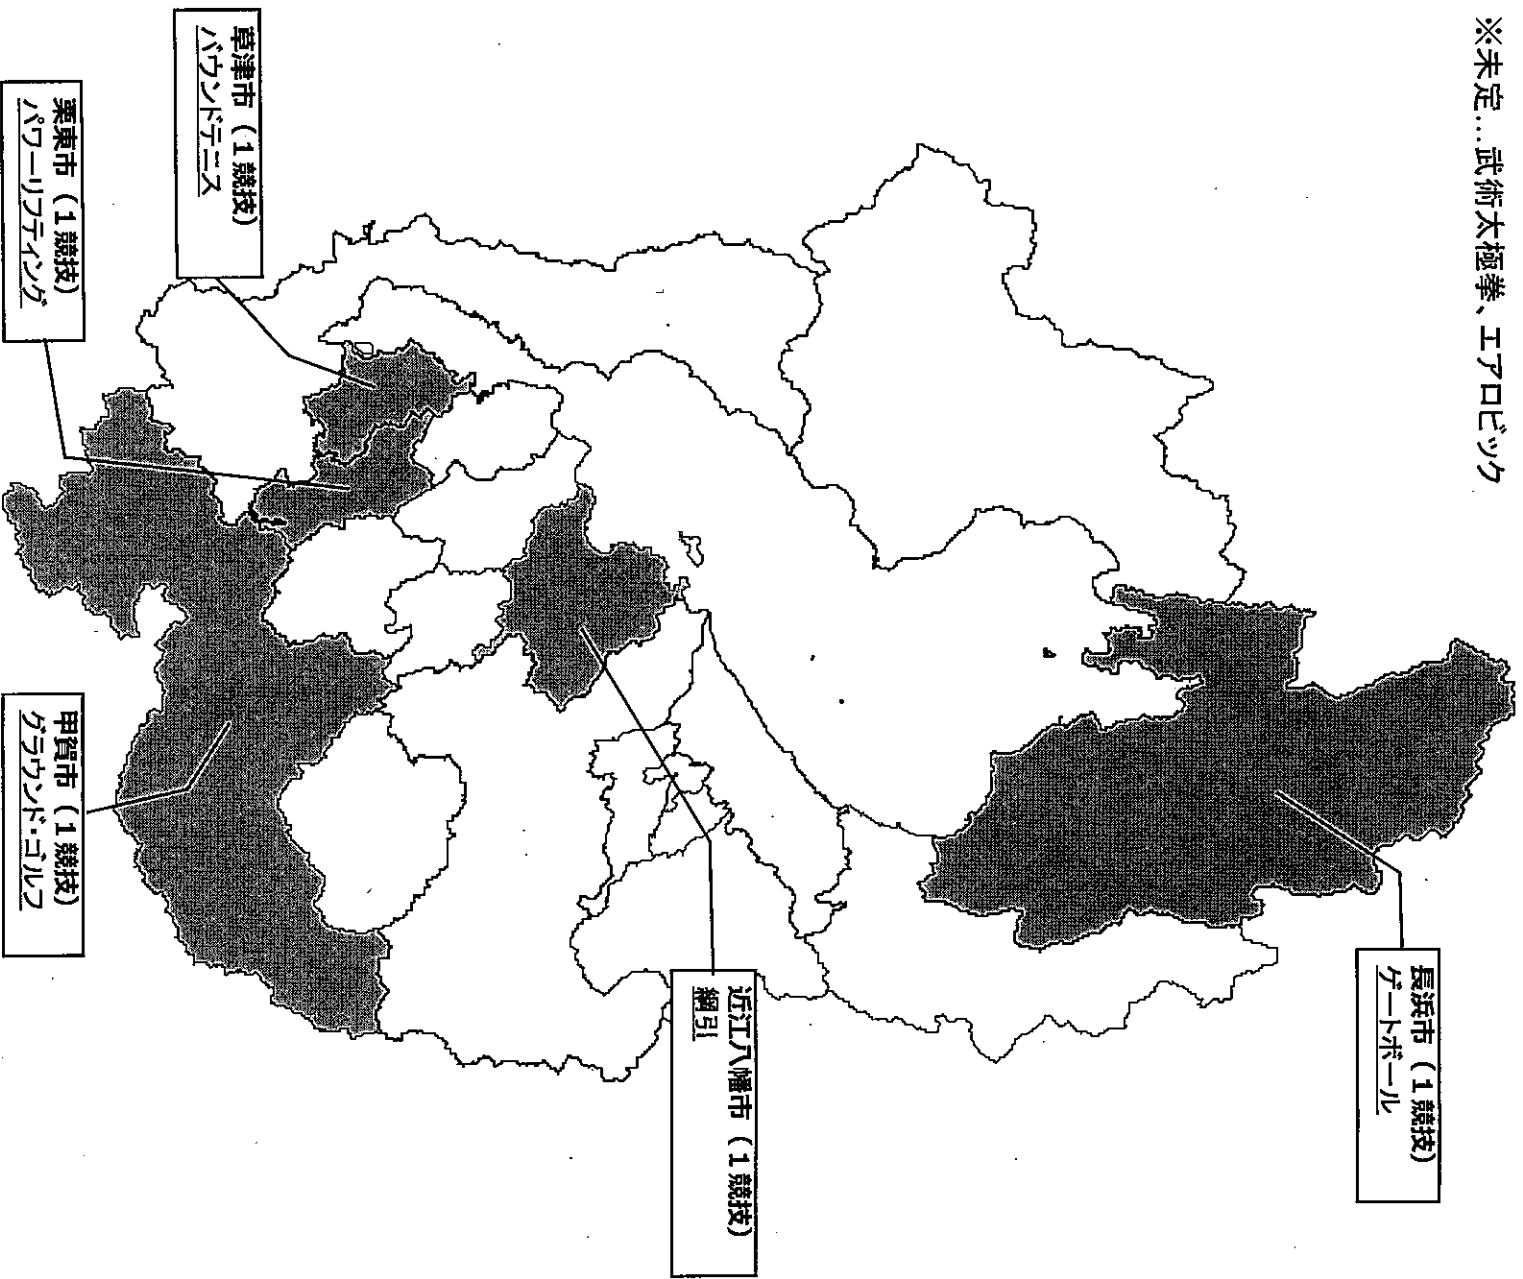 ※未定…武術太極拳、エアロビック
長浜市（1競技）
ゲートボール
近江八幡市（1競技）
綱引
草津市（1競技）
バウンドテニス
栗東市（1競技）
パワーリフティング
甲賀市（1競技）
グラウンド・ゴルフ